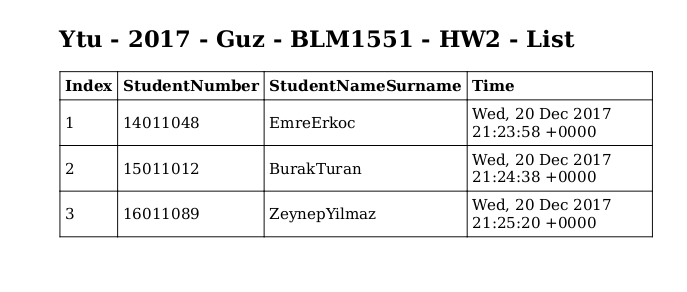 Ytu - 2017 - Guz - BLM1551 - HW2 - List
Index StudentNumber StudentNameSurname Time
1 14011048 EmreErkoc Wed, 20 Dec 2017
21:23:58 +0000
2 15011012 BurakTuran Wed, 20 Dec 2017
21:24:38 +0000
3 16011089 ZeynepYilmaz Wed, 20 Dec 2017
21:25:20 +0000